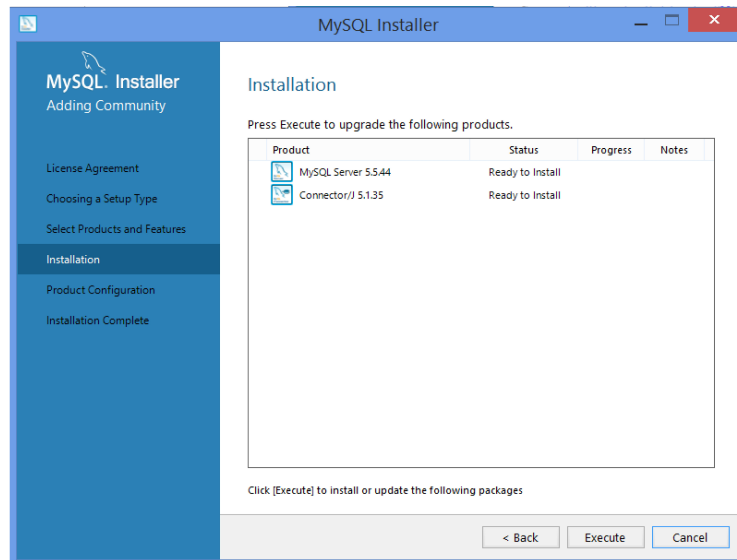 MySQL Installer
MySQL. Installer
Adding Community
License Agreement
Choosing a Setup Type
Select Products and Features
Installation
Product Configuration
Installation Complete
Installation
Press Execute to upgrade the following products.
Product Status Progress Notes
MySQL Server 5.5.44 Ready to Install
Connector/J 5.1.35 Ready to Install
Click [Execute] to install or update the following packages
< Back Execute Cancel